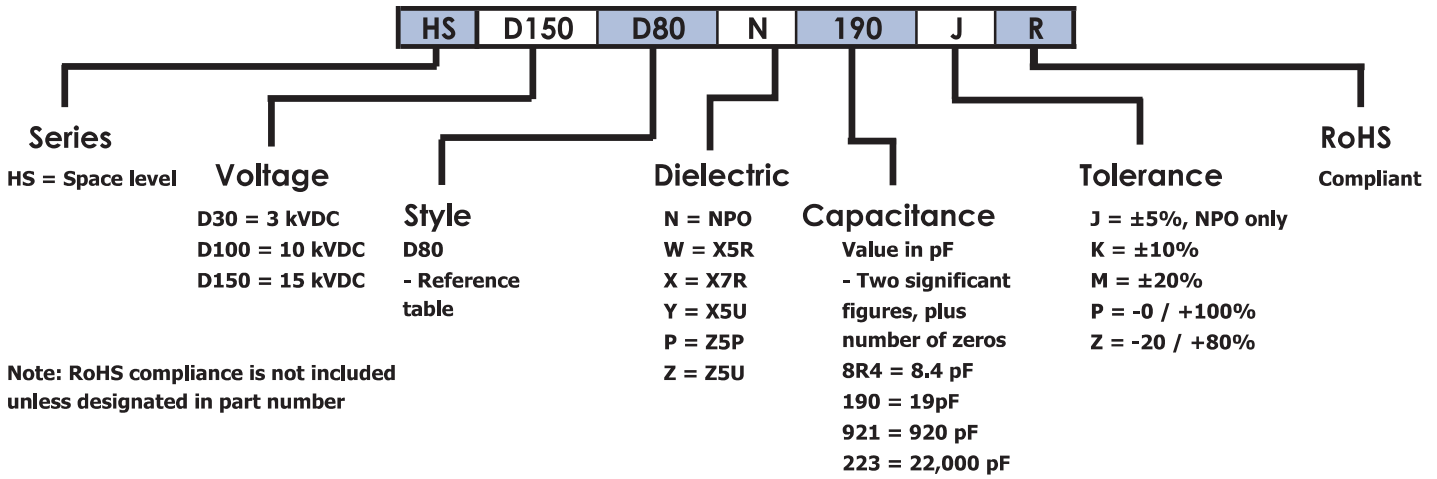 HS D150 D80 N 190 J R
Series
HS = Space level
Voltage
D30 = 3 kVDC
D100 = 10 kVDC
D150 = 15 kVDC
Style
D80
- Reference
table
Dielectric
N = NPO
W = X5R
X = X7R
Y = X5U
P = Z5P
Z = Z5U
Capacitance
Value in pF
- Two significant
figures, plus
number of zeros
8R4 = 8.4 pF
190 = 19pF
921 = 920 pF
223 = 22,000 pF
Tolerance
J = ±5%, NPO only
K = ±10%
M = ±20%
P = -0 / +100%
Z = -20 / +80%
RoHS
Compliant
Note: RoHS compliance is not included
unless designated in part number